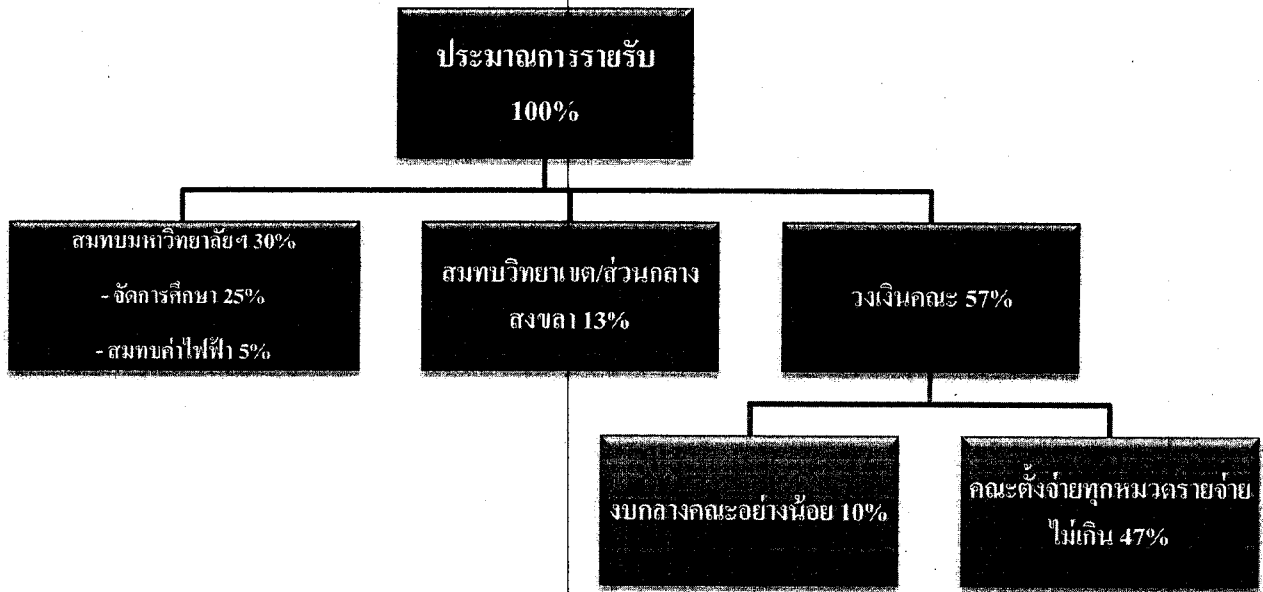 ประมาณการรายรับ
100%
สมทบมหาวิทยาลัยฯ 30%
- จัดการศึกษา 25%
- สมทบค่าไฟฟ้า 5%
สมทบวิทยาเขต/ส่วนกลาง
สงขลา 13%
วงเงินคณะ 57%
งบกลางคณะอย่างน้อย 10%
คณะตั้งจ่ายทุกหมวดรายจ่าย
ไม่เกิน 47%